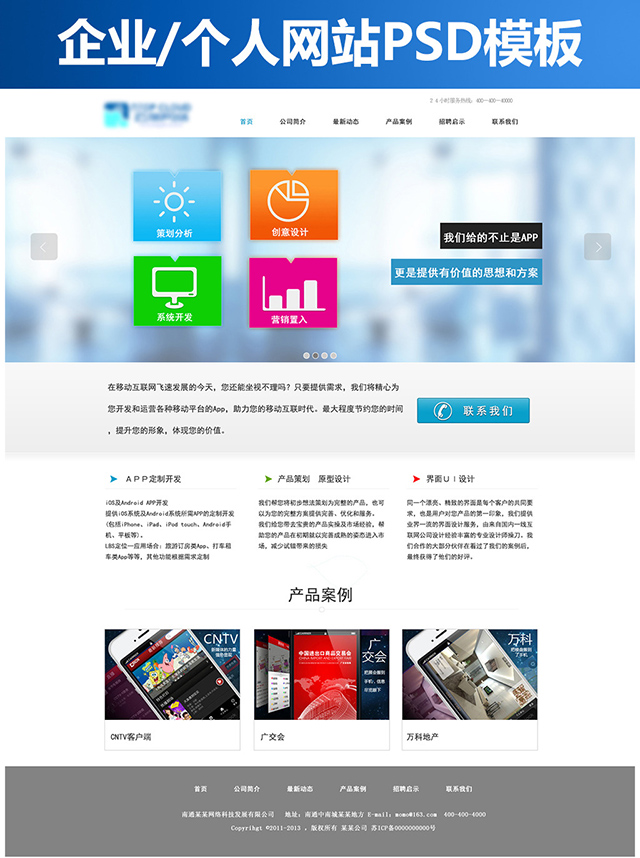 企业/个人网站PSD模板
24小时服务热线：400-400-40000
首页 公司简介 最新动态 产品案例 招聘启示 联系我们
策划分析
创意设计
系统开发
营销置入
我们给的不止是APP
更是提供有价值的思想和方案
在移动互联网飞速发展的今天，您还能坐视不理吗？只要提供需求，我们将精心为
您开发和运营各种移动平台的App，助力您的移动互联时代。最大程度节约您的时间
，提升您的形象，体现您的价值。
联系我们
APP定制开发
iOS及Android APP开发
提供iOS系统及Android系统所需APP的定制开发
(包括iPhone、iPad、iPod touch、Android手
机、平板等)。
LBS定位一应用场合：旅游订房类App、打车租
车类App等等，其他功能根据需求定制
产品策划 原型设计
我们帮您将初步想法策划为完整的产品，也可
以为您的完整方案提供完善、优化和服务。
我们给您带去宝贵的产品实操及市场经验，帮
助您的产品在初期就以完善成熟的姿态进入市
场，减少试错带来的损失
界面UI设计
同一个漂亮、精致的界面是每个客户的共同要
求，也是用户对您产品的第一印象，我们提供
业界一流的界面设计服务，由来自国内一线互
联网公司设计经验丰富的专业设计师操刀。我
们合作的大部分伙伴在看过了我们的案例后，
最终获得了他们的好评。
产品案例
CNTV
新媒体的力量
广交会
中国进出口商品交易会
万科
CNTV客户端
广交会
万科地产
首页 公司简介 最新动态 产品案例 招聘启示 联系我们
南通某某网络科技发展有限公司 地址：南通中南城某某地方 E-mail：momo@163.com 400-400-4000
Copyrihgt ©2011-2013 ，版权所有 某某公司 苏ICP备0000000000号